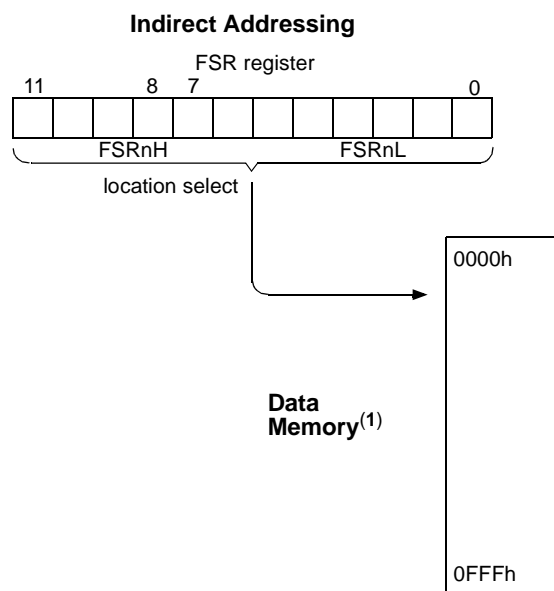 Indirect Addressing
FSR register
11 8 7 0
FSRnH FSRnL
location select
0000h
Data
Memory(1)
0FFFh